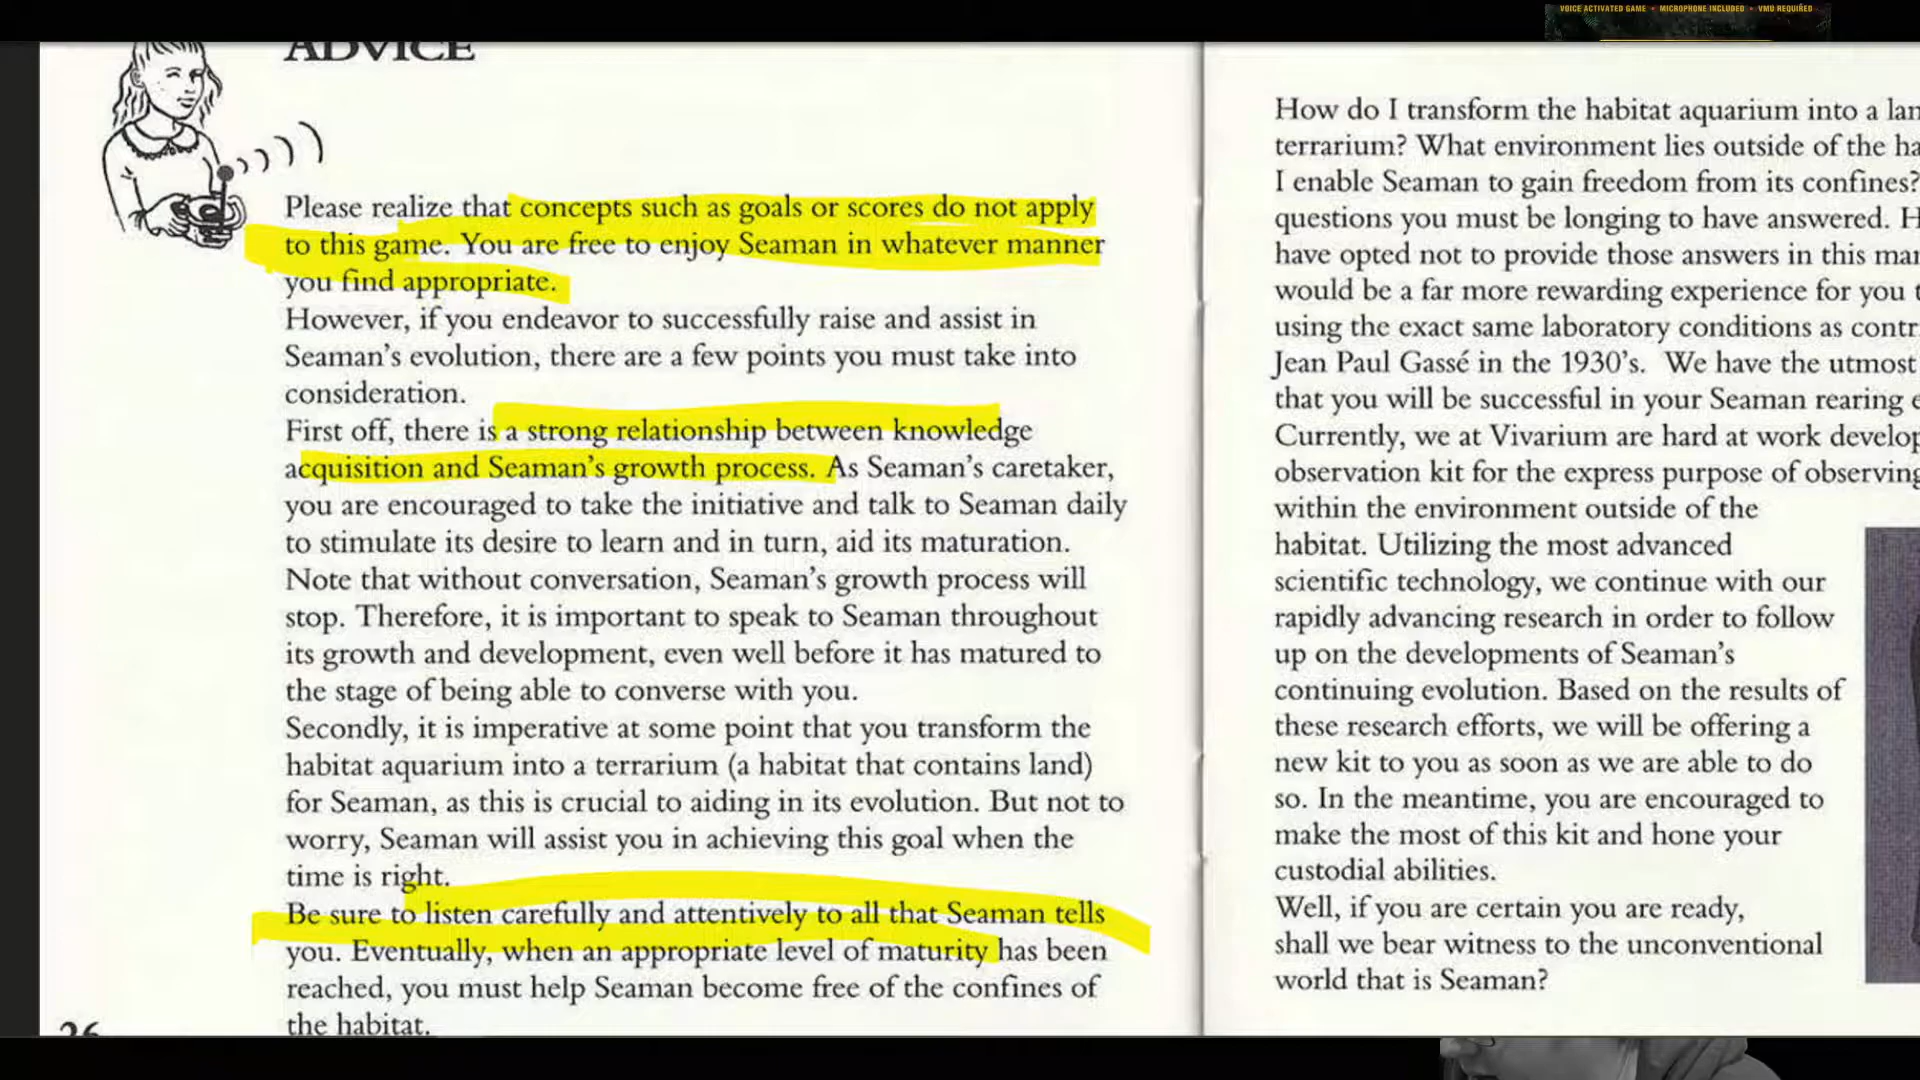 VOICE ACTIVATED GAME • MICROPHONE INCLUDED • VMU REQUIRED
ADVICE
Please realize that concepts such as goals or scores do not apply
to this game. You are free to enjoy Seaman in whatever manner
you find appropriate.
However, if you endeavor to successfully raise and assist in
Seaman's evolution, there are a few points you must take into
consideration.
First off, there is a strong relationship between knowledge
acquisition and Seaman's growth process. As Seaman's caretaker,
you are encouraged to take the initiative and talk to Seaman daily
to stimulate its desire to learn and in turn, aid its maturation.
Note that without conversation, Seaman's growth process will
stop. Therefore, it is important to speak to Seaman throughout
its growth and development, even well before it has matured to
the stage of being able to converse with you.
Secondly, it is imperative at some point that you transform the
habitat aquarium into a terrarium (a habitat that contains land)
for Seaman, as this is crucial to aiding in its evolution. But not to
worry, Seaman will assist you in achieving this goal when the
time is right.
Be sure to listen carefully and attentively to all that Seaman tells
you. Eventually, when an appropriate level of maturity has been
reached, you must help Seaman become free of the confines of
the habitat.
26
How do I transform the habitat aquarium into a lan
terrarium? What environment lies outside of the ha
I enable Seaman to gain freedom from its confines?
questions you must be longing to have answered. H
have opted not to provide those answers in this man
would be a far more rewarding experience for you t
using the exact same laboratory conditions as contr
Jean Paul Gassé in the 1930's. We have the utmost
that you will be successful in your Seaman rearing e
Currently, we at Vivarium are hard at work develop
observation kit for the express purpose of observing
within the environment outside of the
habitat. Utilizing the most advanced
scientific technology, we continue with our
rapidly advancing research in order to follow
up on the developments of Seaman's
continuing evolution. Based on the results of
these research efforts, we will be offering a
new kit to you as soon as we are able to do
so. In the meantime, you are encouraged to
make the most of this kit and hone your
custodial abilities.
Well, if you are certain you are ready,
shall we bear witness to the unconventional
world that is Seaman?